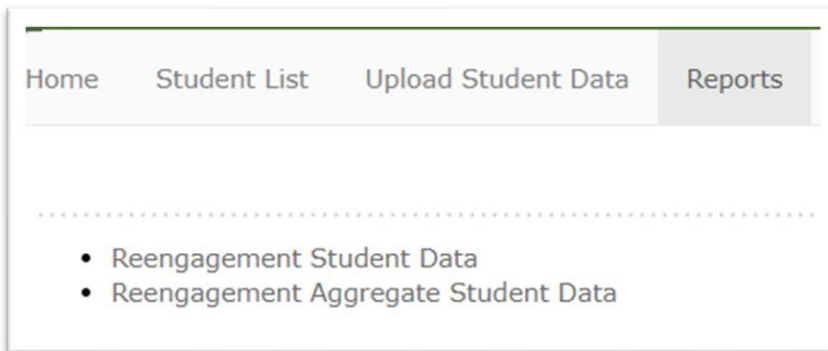 Home Student List Upload Student Data Reports
Reengagement Student Data
Reengagement Aggregate Student Data